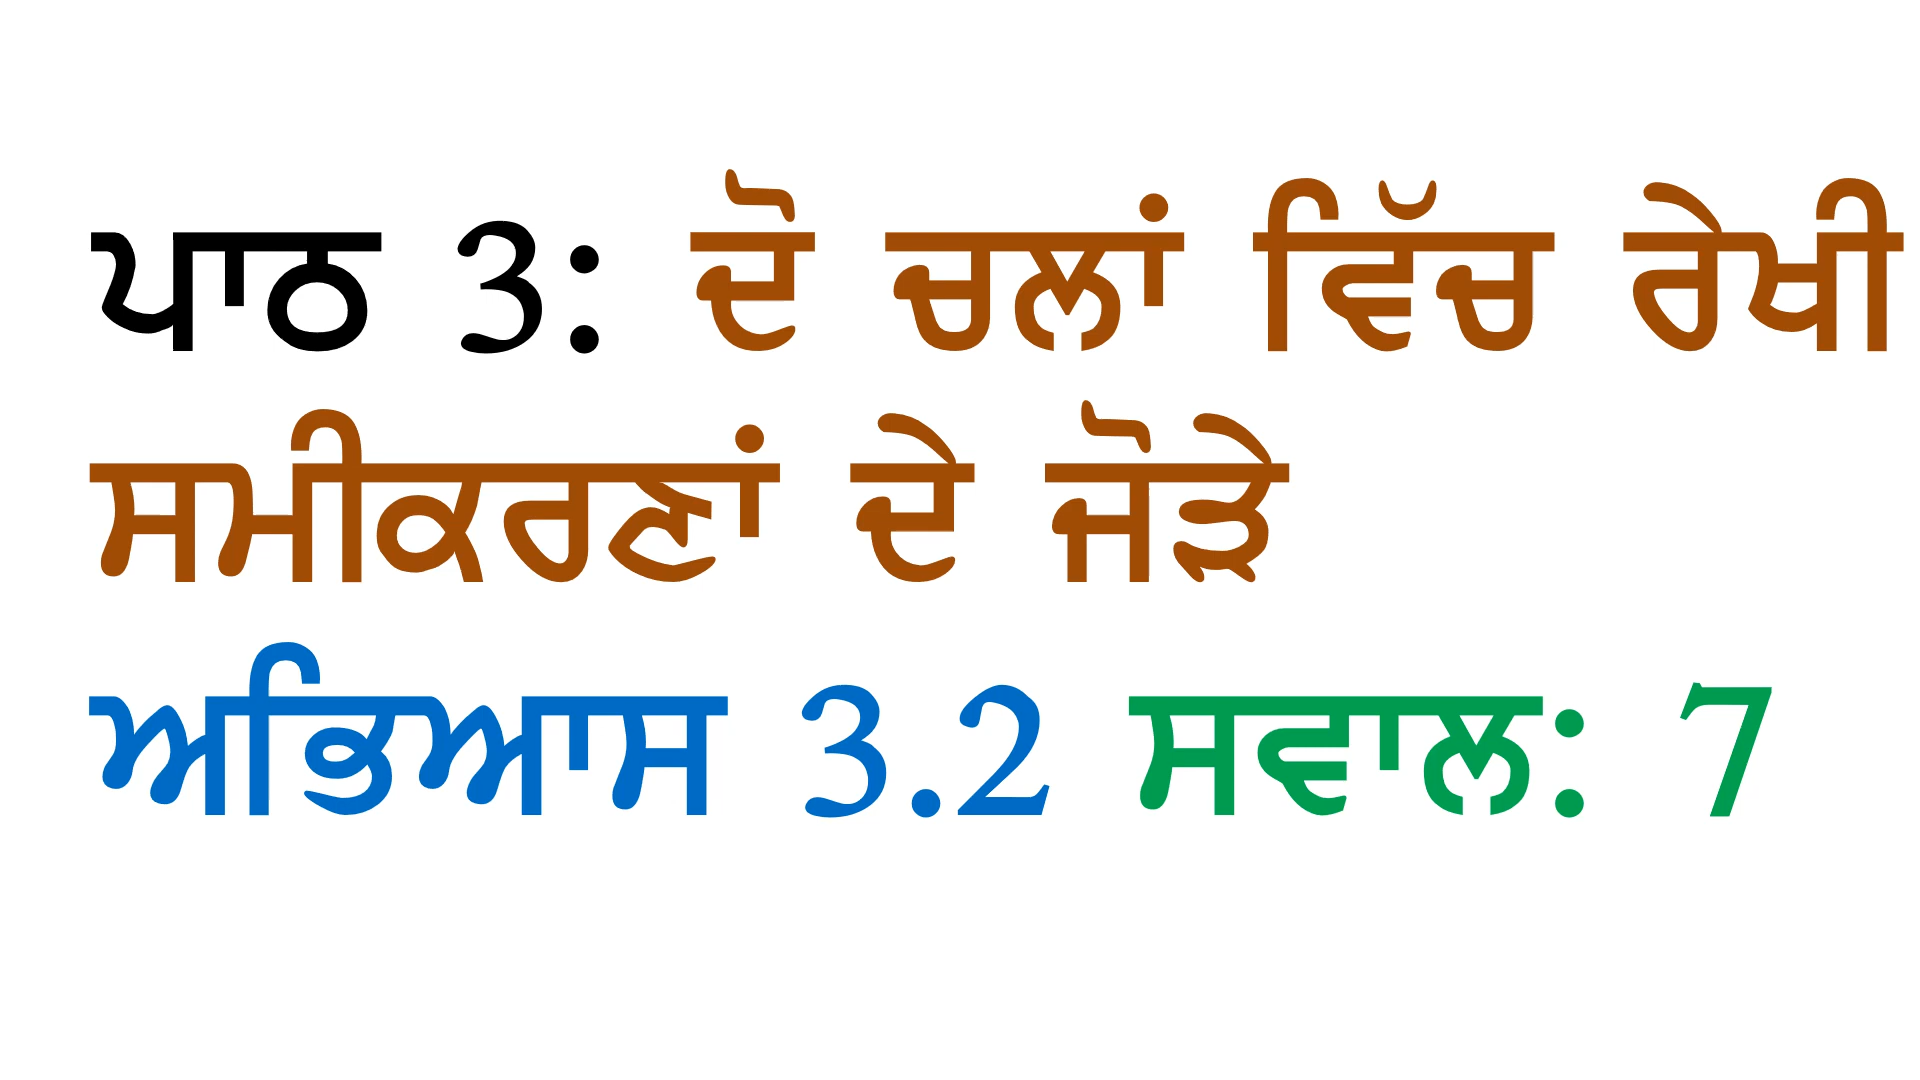 ਪਾਠ 3: ਦੋ ਚਲਾਂ ਵਿੱਚ ਰੇਖੀ
ਸਮੀਕਰਣਾਂ ਦੇ ਜੋੜੇ
ਅਭਿਆਸ 3.2 ਸਵਾਲ: 7